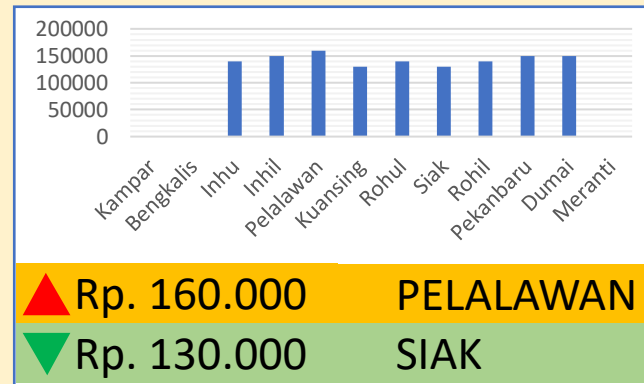 200000
150000
100000
50000
0
Kampar
Bengkalis
Inhu
Inhil
Pelalawan
Kuansing
Rohul
Siak
Rohil
Pekanbaru
Dumai
Meranti
Rp. 160.000 PELALAWAN
Rp. 130.000 SIAK